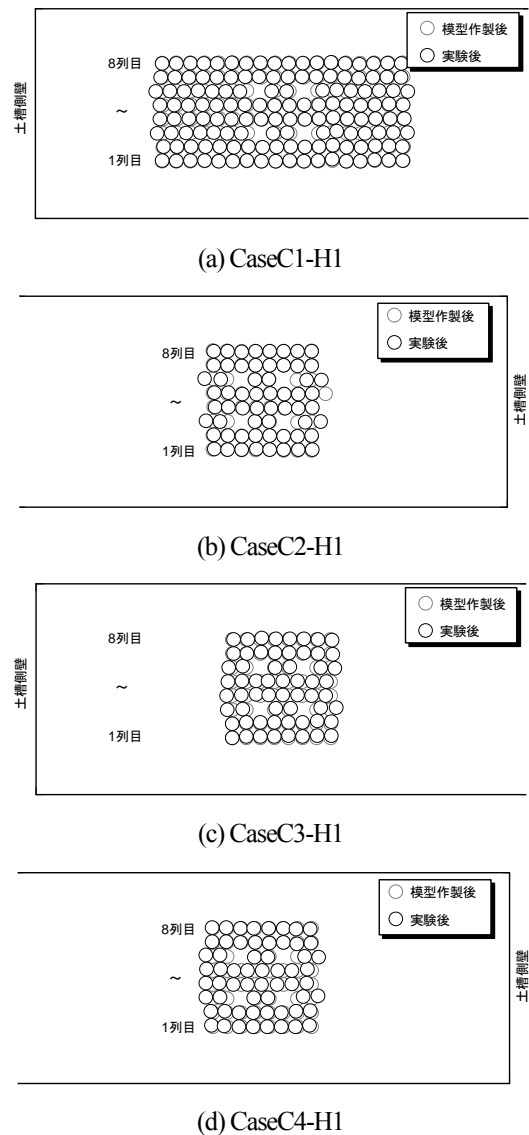 模型作製後
実験後
8列目
～
1列目
土槽側壁
(a) CaseC1-H1
模型作製後
実験後
8列目
～
1列目
土槽側壁
(b) CaseC2-H1
模型作製後
実験後
8列目
～
1列目
土槽側壁
(c) CaseC3-H1
模型作製後
実験後
8列目
～
1列目
土槽側壁
(d) CaseC4-H1